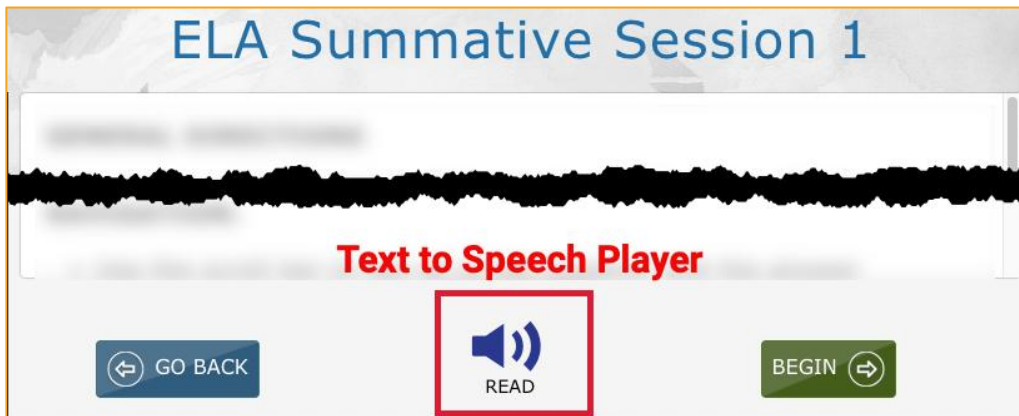 ELA Summative Session 1
Text to Speech Player
GO BACK
READ
BEGIN